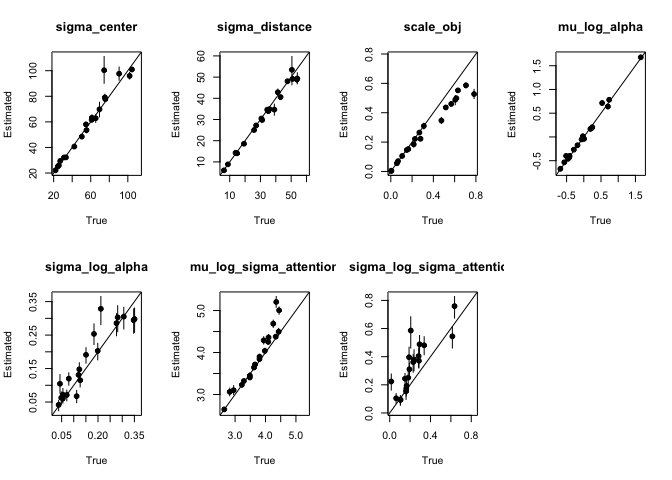 sigma_center
Estimated
100
80
60
40
20
20 60 100
True
sigma_distance
Estimated
60
50
40
30
20
10
10 30 50
True
scale_obj
Estimated
0.8
0.6
0.4
0.2
0.0
0.0 0.4 0.8
True
mu_log_alpha
Estimated
1.5
0.5
-0.5
-0.5 0.5 1.5
True
sigma_log_alpha
Estimated
0.35
0.25
0.15
0.05
0.05 0.20 0.35
True
mu_log_sigma_attention
Estimated
5.0
4.0
3.0
3.0 4.0 5.0
True
sigma_log_sigma_attentic
Estimated
0.8
0.6
0.4
0.2
0.0
0.0 0.4 0.8
True